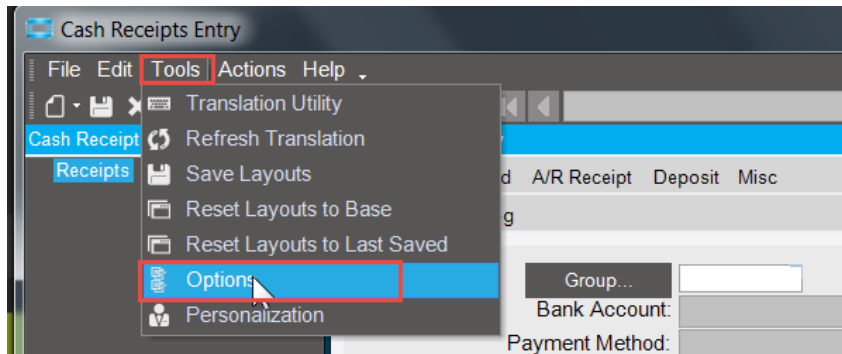 Cash Receipts Entry
File Edit Tools Actions Help
Translation Utility
Cash Receipt Refresh Translation
Receipts Save Layouts A/R Receipt Deposit Misc
Reset Layouts to Base
Reset Layouts to Last Saved
Options Group...
Personalization Bank Account:
Payment Method: